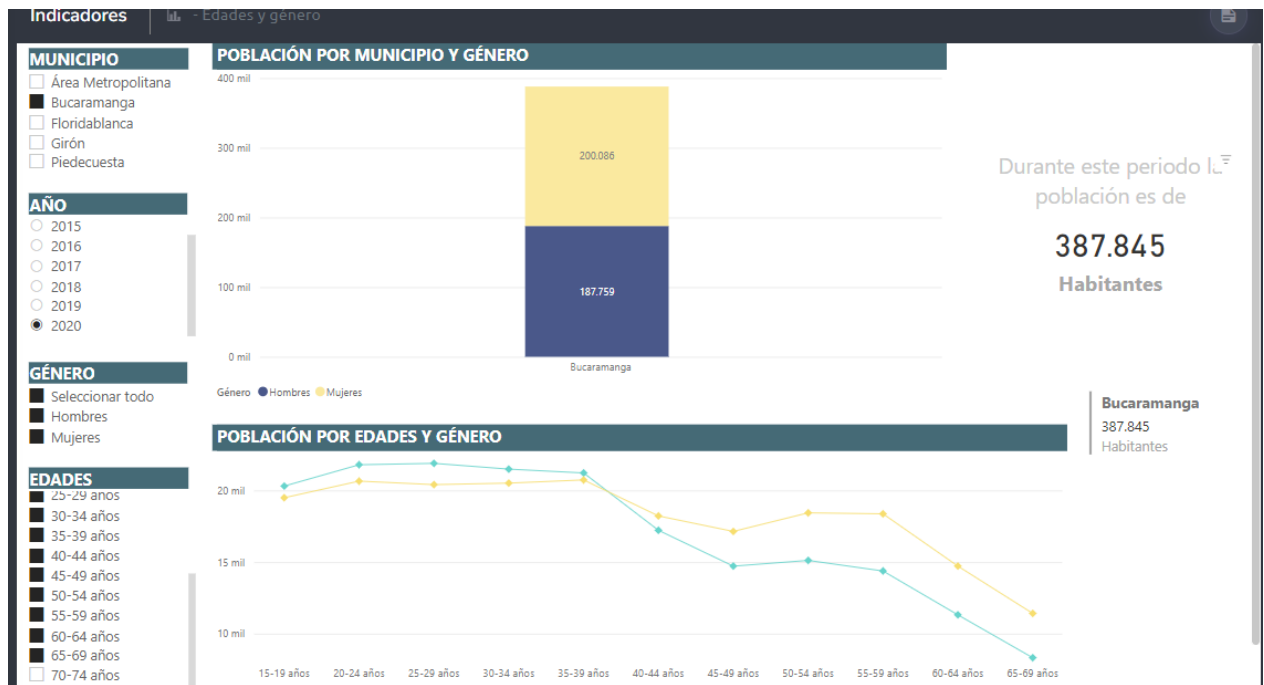 Indicadores
- Edades y género
MUNICIPIO
Área Metropolitana
Bucaramanga
Floridablanca
Girón
Piedecuesta
AÑO
2015
2016
2017
2018
2019
2020
GÉNERO
Seleccionar todo
Hombres
Mujeres
EDADES
25-29 años
30-34 años
35-39 años
40-44 años
45-49 años
50-54 años
55-59 años
60-64 años
65-69 años
70-74 años
POBLACIÓN POR MUNICIPIO Y GÉNERO
400 mil
300 mil
200 mil
100 mil
0 mil
200.086
187.759
Bucaramanga
Género Hombres Mujeres
POBLACIÓN POR EDADES Y GÉNERO
20 mil
15 mil
10 mil
15-19 años 20-24 años 25-29 años 30-34 años 35-39 años 40-44 años 45-49 años 50-54 años 55-59 años 60-64 años 65-69 años
Durante este periodo l...
población es de
387.845
Habitantes
Bucaramanga
387.845
Habitantes